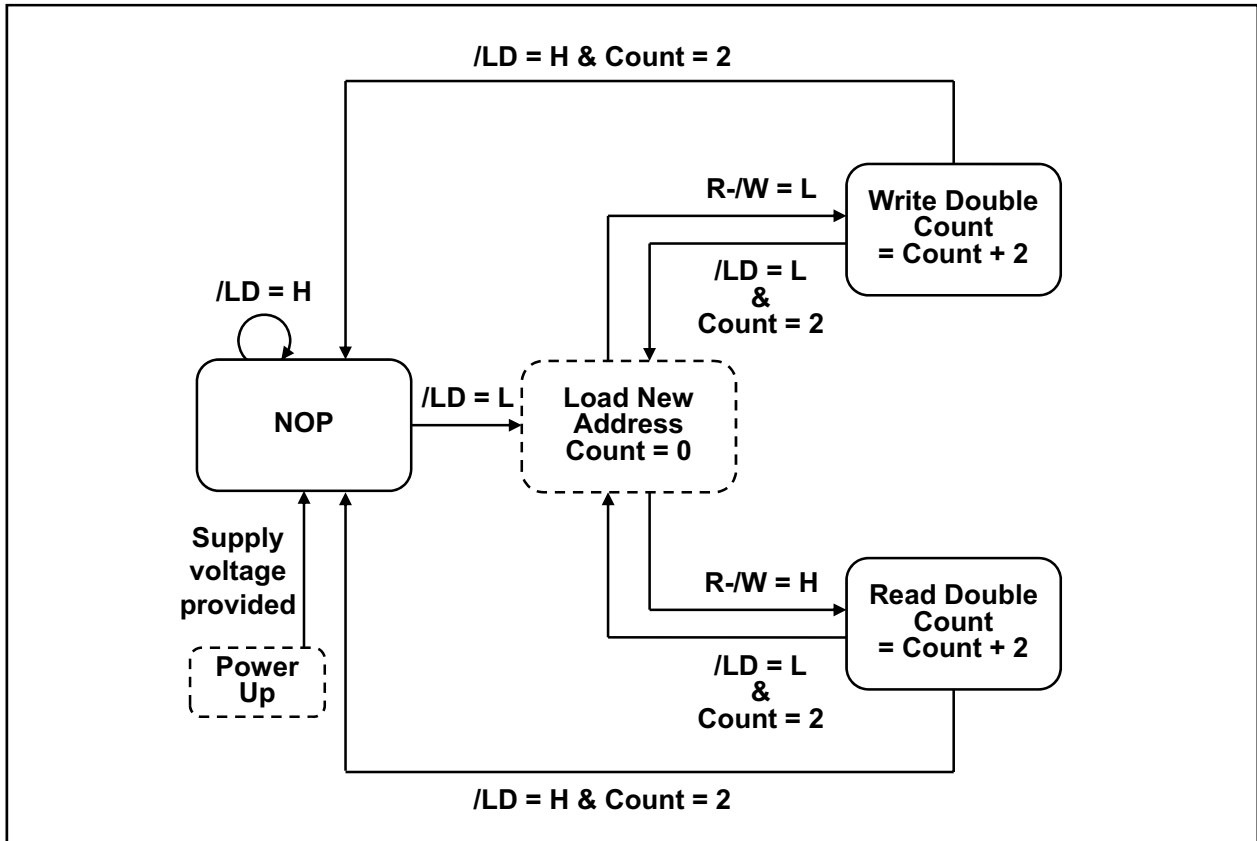 /LD = H & Count = 2
R-/W = L
Write Double
Count
= Count + 2
/LD = L
&
Count = 2
/LD = H
NOP
/LD = L
Load New
Address
Count = 0
Supply
voltage
provided
Power
Up
R-/W = H
Read Double
Count
= Count + 2
/LD = L
&
Count = 2
/LD = H & Count = 2